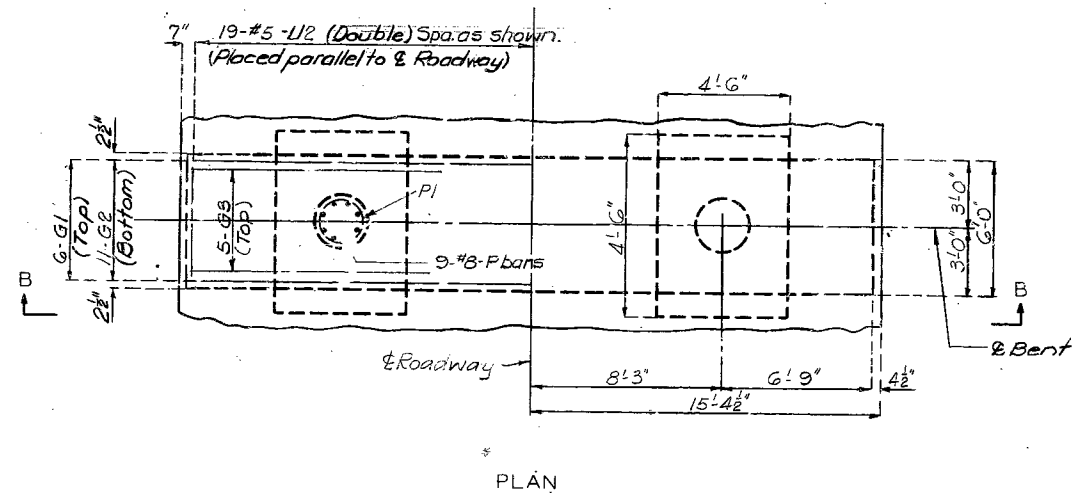 7"
19-#5-U2 (Double) Spa. as shown.
(Placed parallel to ℄ Roadway)
4'-6"
2½"
6-G1
(Top)
11-G2
(Bottom)
5-G3
(Top)
P1
9-#8-P bars
4'-6"
3'-0"
3'-0"
6'-0"
B
2½"
B
℄ Bent
℄ Roadway
8'-3"
6'-9"
4½"
15'-4½"
PLAN